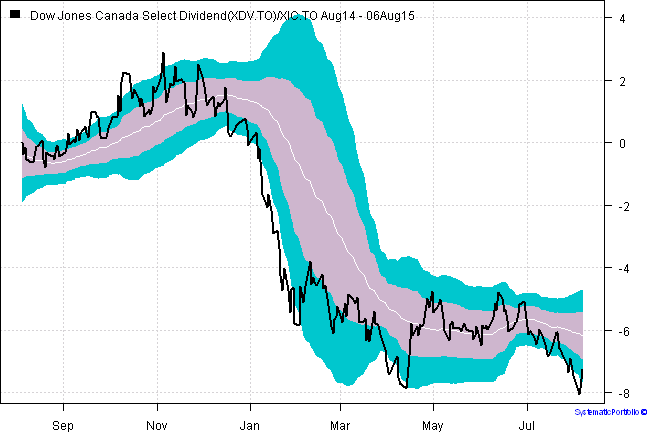 Dow Jones Canada Select Dividend(XDV.TO)/XIC.TO Aug14 - 06Aug15
4
2
0
-2
-4
-6
-8
Sep Nov Jan Mar May Jul
SystematicPortfolio ©